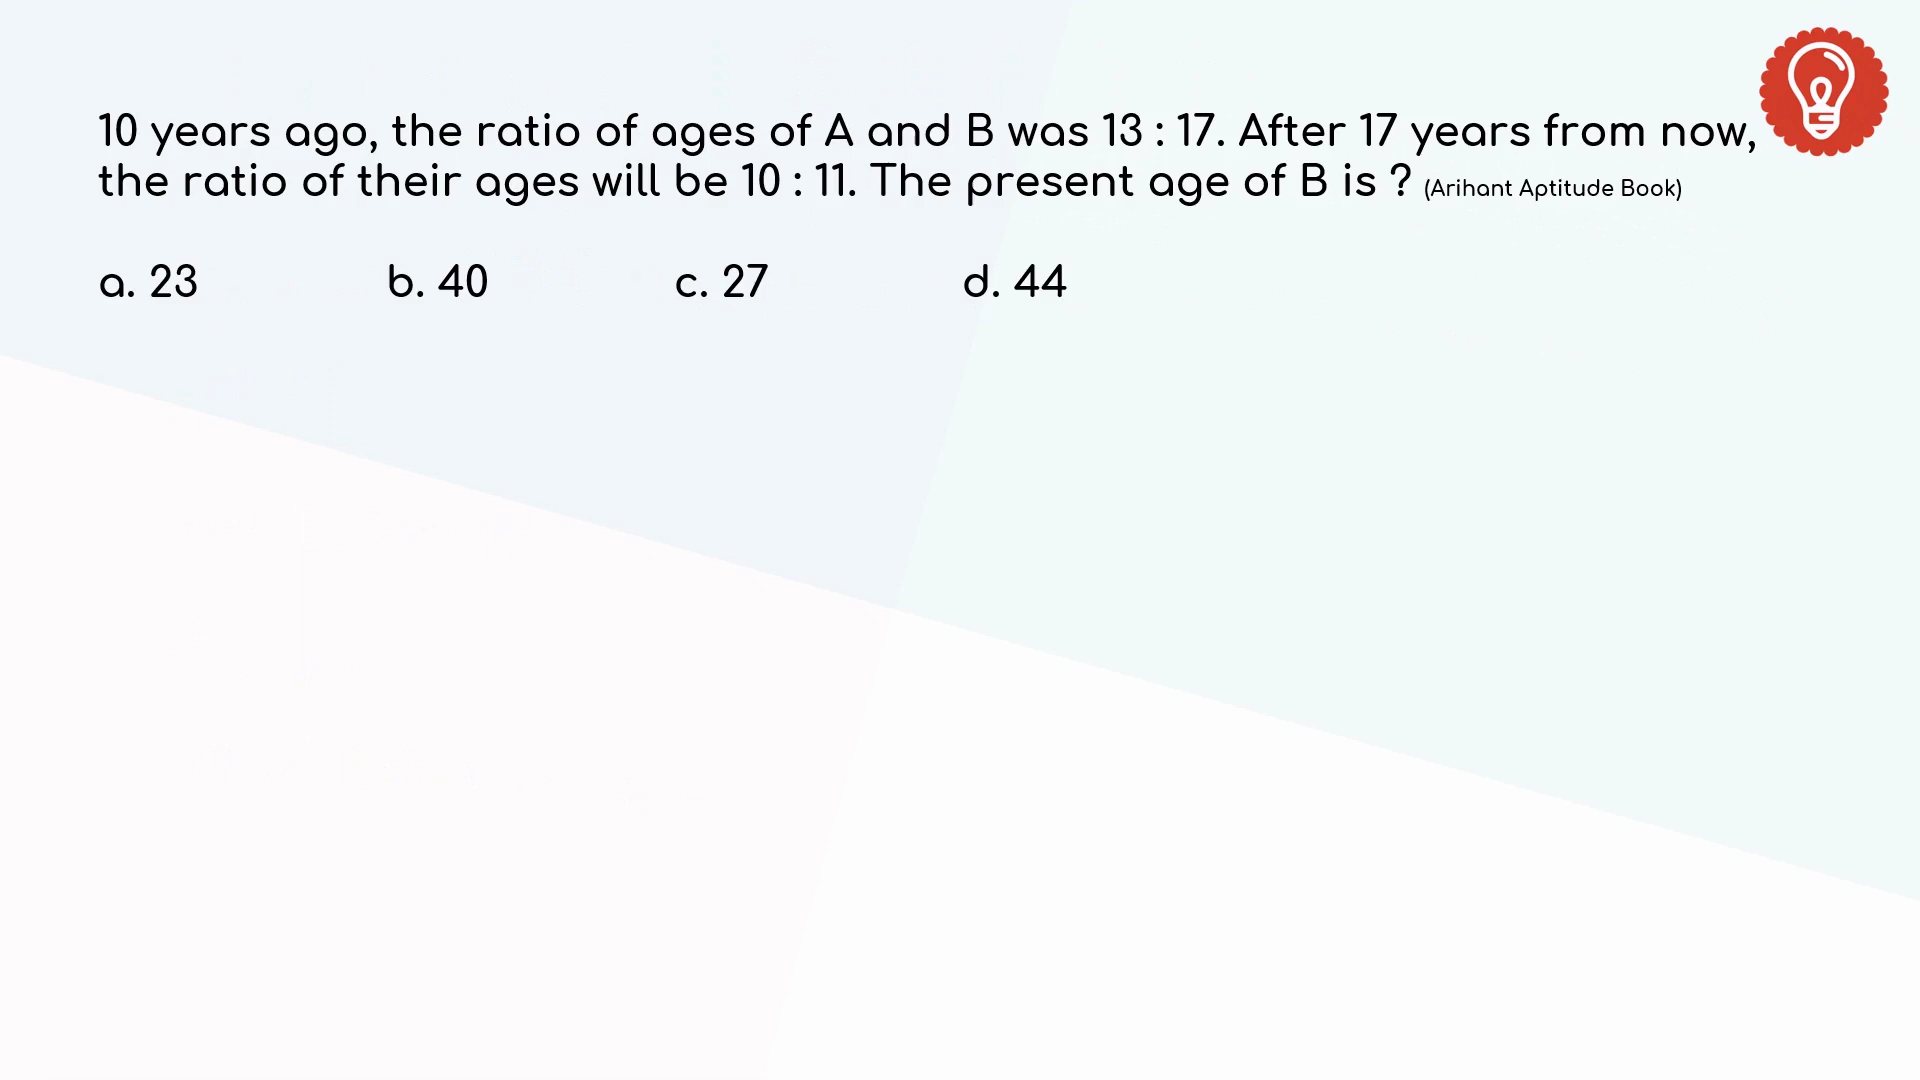 10 years ago, the ratio of ages of A and B was 13 : 17. After 17 years from now,
the ratio of their ages will be 10 : 11. The present age of B is ? (Arihant Aptitude Book)
a. 23 b. 40 c. 27 d. 44